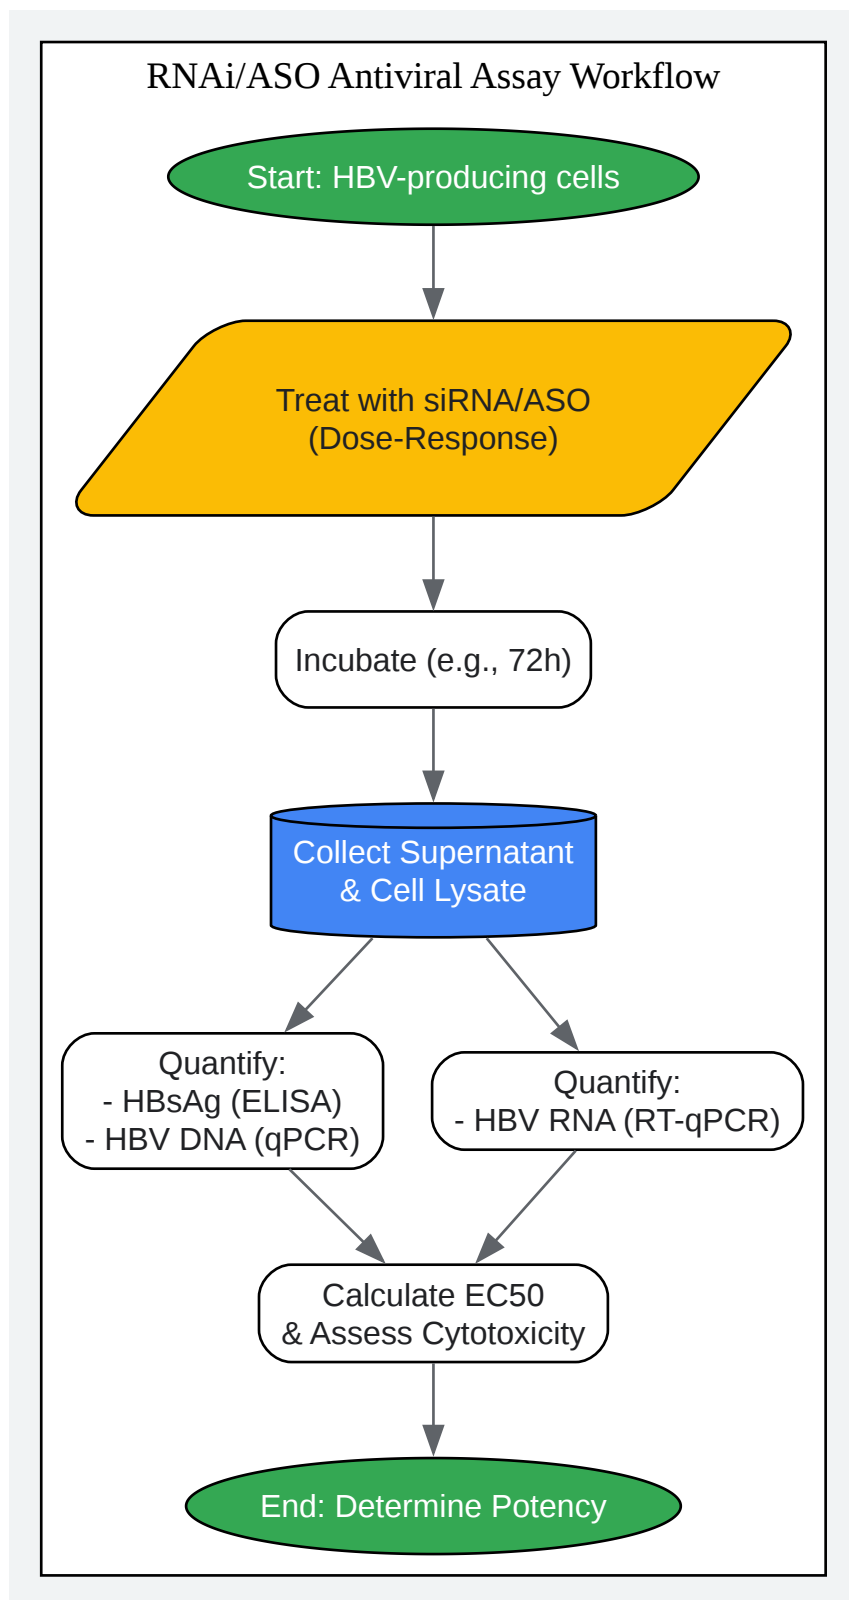 RNAi/ASO Antiviral Assay Workflow
Start: HBV-producing cells
Treat with siRNA/ASO
(Dose-Response)
Incubate (e.g., 72h)
Collect Supernatant
& Cell Lysate
Quantify:
- HBsAg (ELISA)
- HBV DNA (qPCR)
Quantify:
- HBV RNA (RT-qPCR)
Calculate EC50
& Assess Cytotoxicity
End: Determine Potency